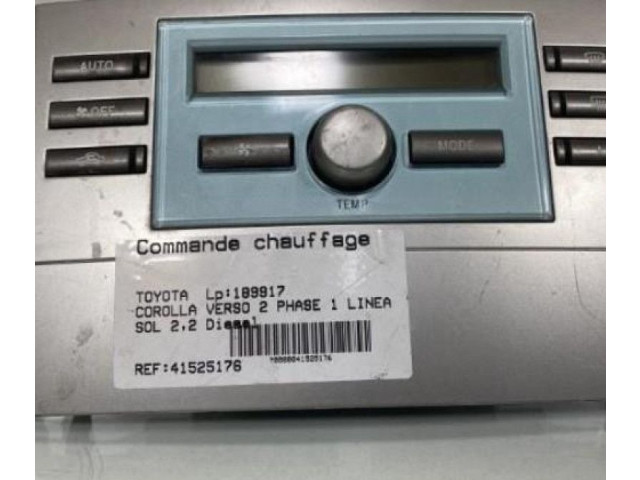 AUTO
OFF
MODE
TEMP
Commande chauffage
TOYOTA Lp:189917
COROLLA VERSO 2 PHASE 1 LINEA
SOL 2,2 Diesel
REF:41525176